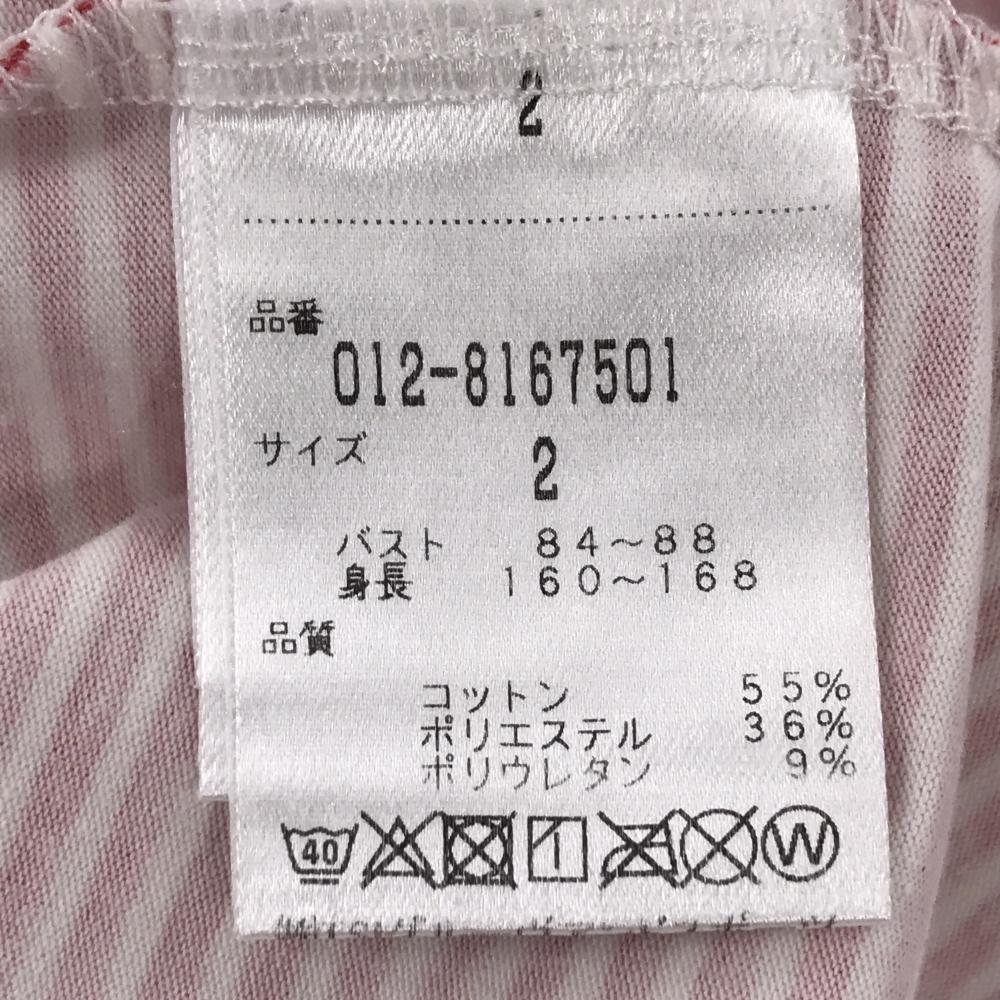 2
品番
012-8167501
サイズ 2
バスト 84〜88
身長 160〜168
品質
コットン 55%
ポリエステル 36%
ポリウレタン 9%
40 W